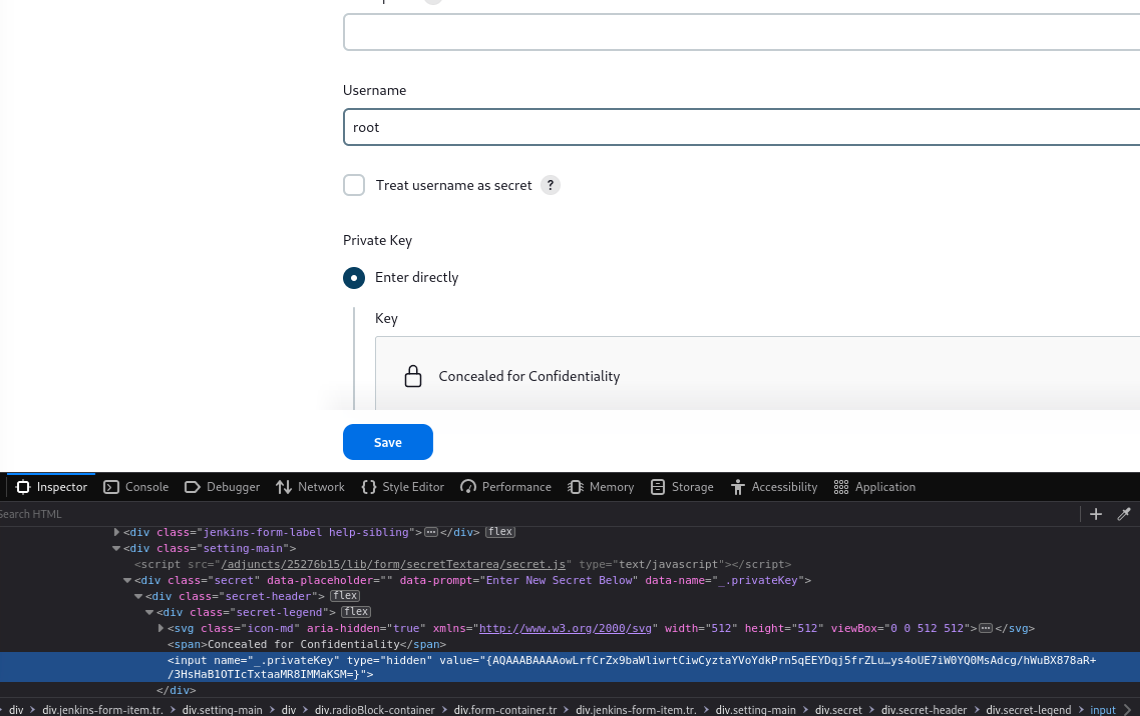 Username
root
Treat username as secret ?
Private Key
Enter directly
Key
Concealed for Confidentiality
Save
Inspector Console Debugger Network Style Editor Performance Memory Storage Accessibility Application
Search HTML
<div class="jenkins-form-label help-sibling"></div> flex
<div class="setting-main">
<script src="/adjuncts/25276b15/lib/form/secretTextarea/secret.js" type="text/javascript"></script>
<div class="secret" data-placeholder="" data-prompt="Enter New Secret Below" data-name="_.privateKey">
<div class="secret-header"> flex
<div class="secret-legend"> flex
<svg class="icon-md" aria-hidden="true" xmlns="http://www.w3.org/2000/svg" width="512" height="512" viewBox="0 0 512 512"></svg>
<span>Concealed for Confidentiality</span>
<input name="_.privateKey" type="hidden" value="{AQAAABAAAAowLrfCrZx9baWliwrtCiwCyztaYVoYdkPrn5qEEYDqj5frZLu…ys4oUE7iW0YQ0MsAdcg/hWuBX878aR+
/3HsHaB1OTIcTxtaaMR8IMMaKSM=}">
</div>
div > div.jenkins-form-item.tr. > div.setting-main > div > div.radioBlock-container > div.form-container.tr > div.jenkins-form-item.tr. > div.setting-main > div.secret > div.secret-header > div.secret-legend > input